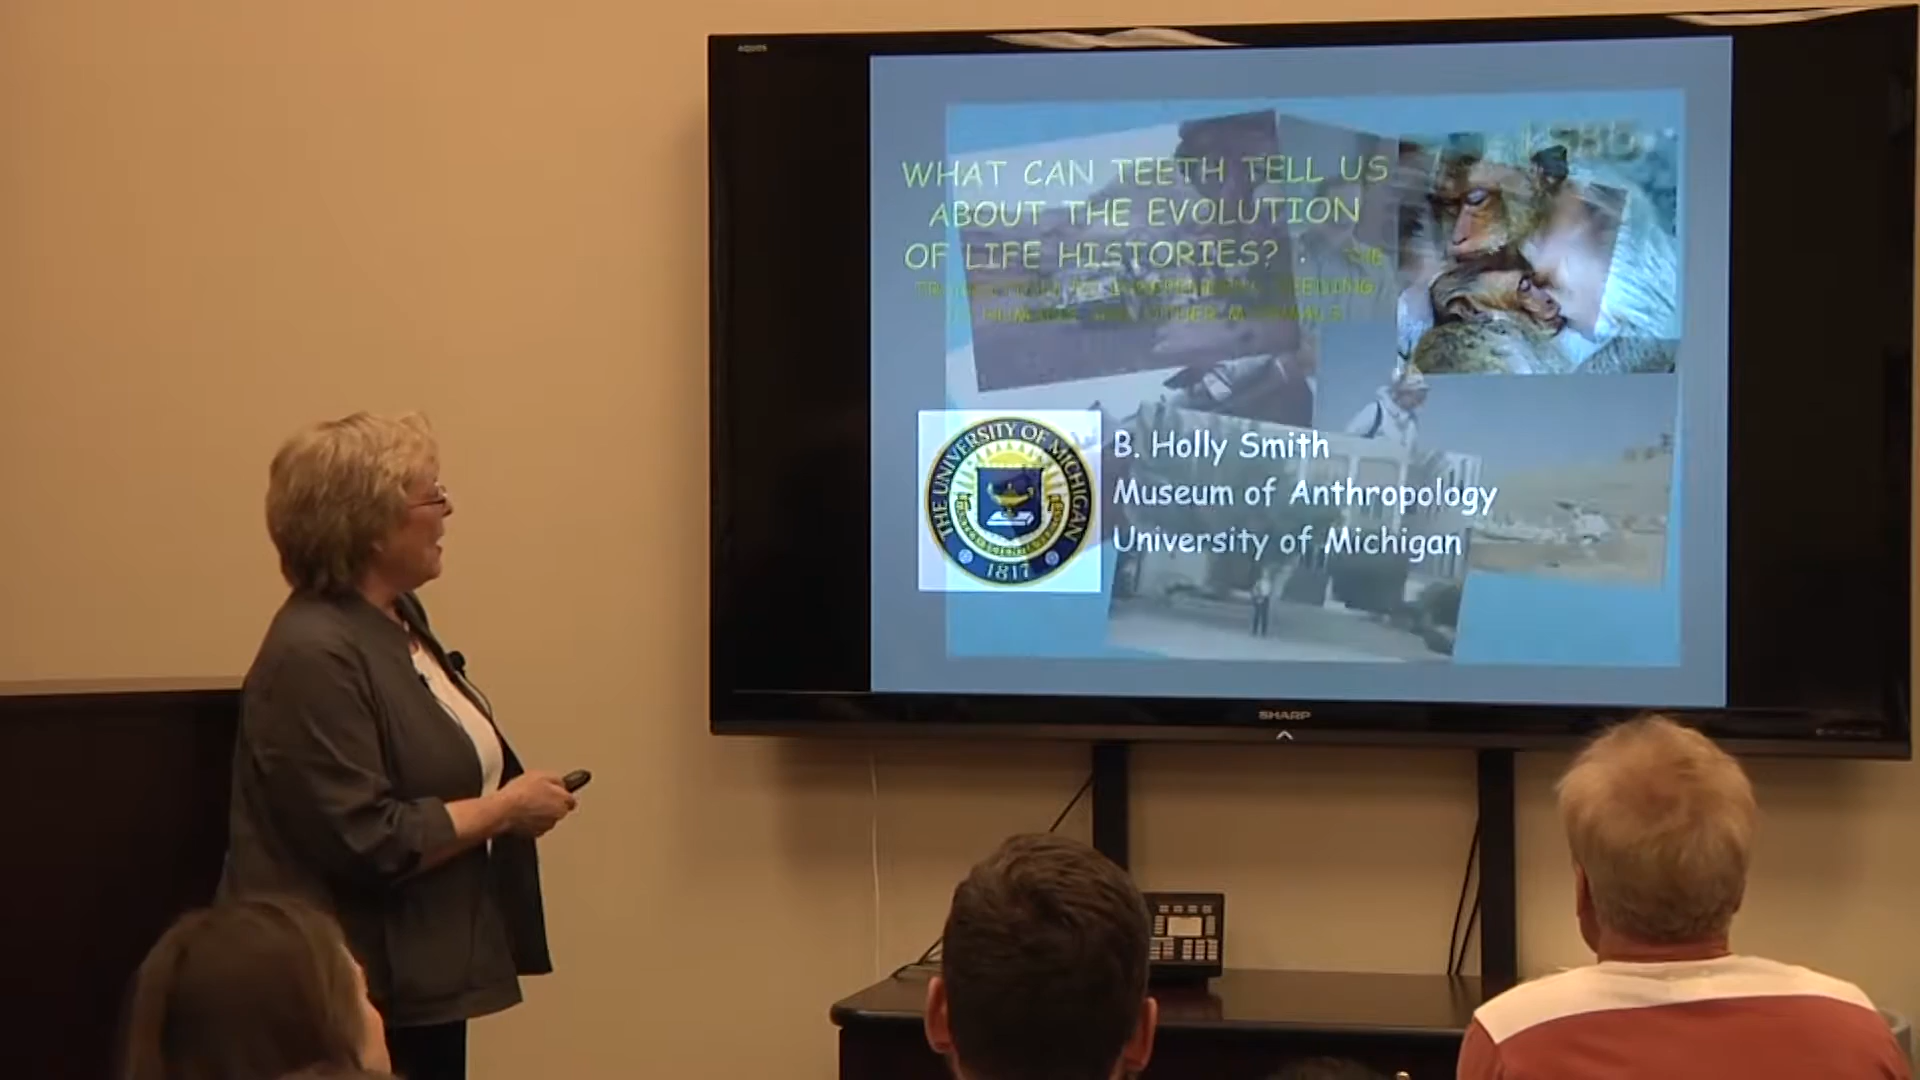 AQUOS
WHAT CAN TEETH TELL US
ABOUT THE EVOLUTION
OF LIFE HISTORIES?
B. Holly Smith
Museum of Anthropology
University of Michigan
THE UNIVERSITY OF MICHIGAN
1817
SHARP